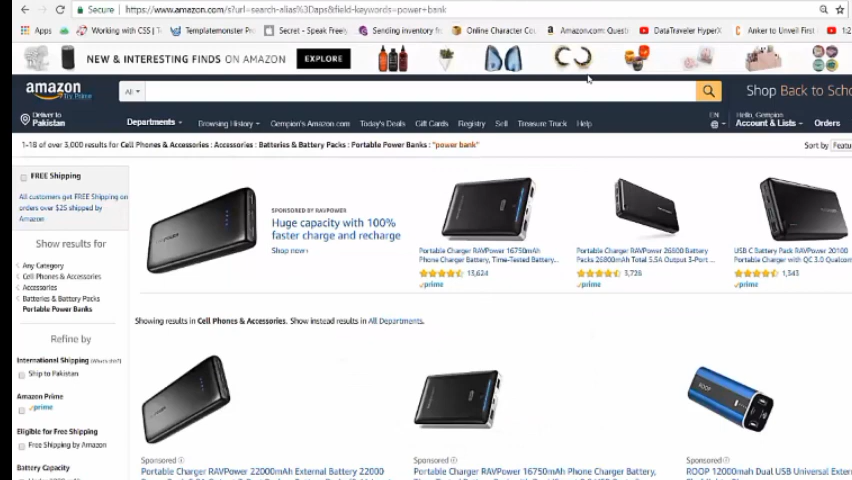 Secure | https://www.amazon.com/s?url=search-alias%3Daps&field-keywords=power+bank
Apps
Working with CSS | T
Templatemonster Pro
Secret - Speak Free
Sending inventory f
Online Character Co
Amazon.com: Questi
DataTraveler HyperX
Anker to Unveil First
NEW & INTERESTING FINDS ON AMAZON
EXPLORE
amazon
Try Prime
All
Shop Back to Scho
Deliver to
Pakistan
Departments
Browsing History
Gempion's Amazon.com
Today's Deals
Gift Cards
Registry
Sell
Treasure Truck
Help
EN
Hello, Gempion
Account & Lists
Orders
1-18 of over 3,000 results for Cell Phones & Accessories : Accessories : Batteries & Battery Packs : Portable Power Banks : "power bank"
Sort by Featu
FREE Shipping
All customers get FREE Shipping on
orders over $25 shipped by
Amazon
Show results for
Any Category
Cell Phones & Accessories
Accessories
Batteries & Battery Packs
Portable Power Banks
Refine by
International Shipping
Ship to Pakistan
Amazon Prime
prime
Eligible for Free Shipping
Free Shipping by Amazon
Battery Capacity
SPONSORED BY RAVPOWER
Huge capacity with 100%
faster charge and recharge
Shop now
Portable Charger RAVPower 16750mAh
Phone Charger Battery, Time-Tested Battery...
13,624
prime
Portable Charger RAVPower 26800 Battery
Packs 26800mAh Total 5.5A Output 3-Port ...
3,728
prime
USB C Battery Pack RAVPower 20100
Portable Charger with QC 3.0 Qualcom
1,343
prime
Showing results in Cell Phones & Accessories. Show instead results in All Departments.
Sponsored
Portable Charger RAVPower 22000mAh External Battery 22000
Sponsored
Portable Charger RAVPower 16750mAh Phone Charger Battery,
ROOP
Sponsored
ROOP 12000mah Dual USB Universal Exter